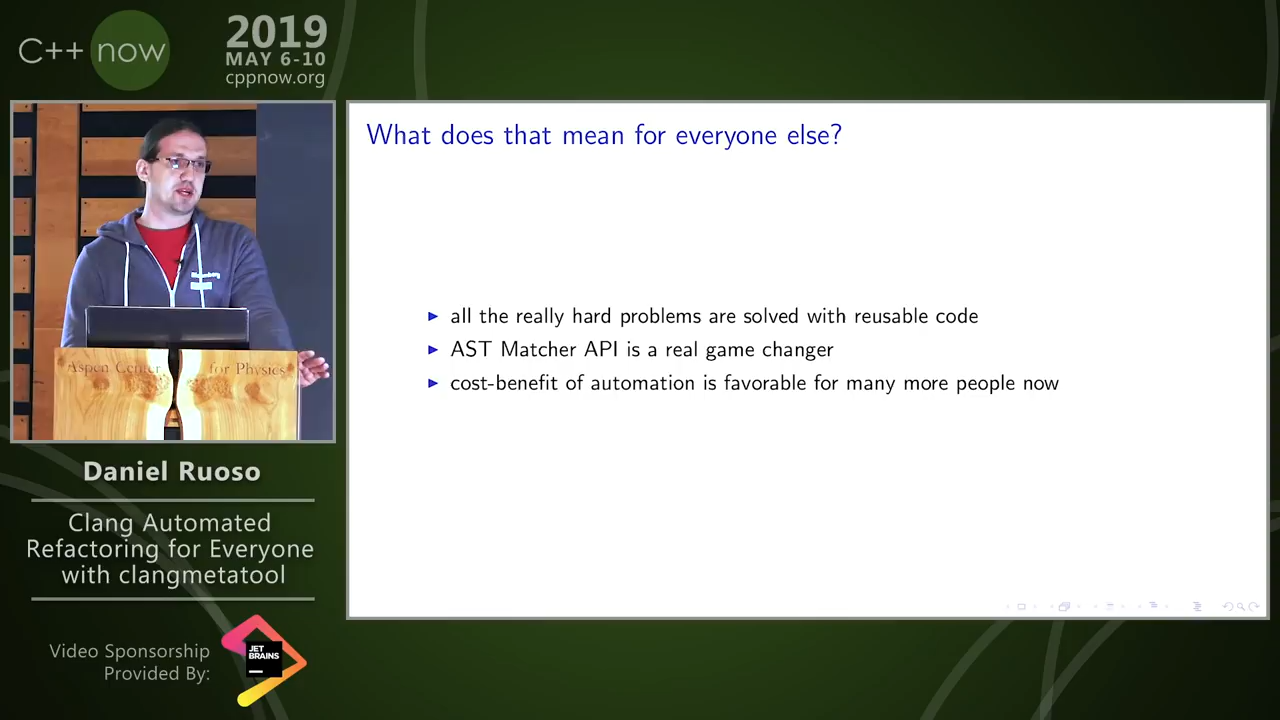 C++ now
2019
MAY 6-10
cppnow.org
What does that mean for everyone else?
all the really hard problems are solved with reusable code
AST Matcher API is a real game changer
cost-benefit of automation is favorable for many more people now
Aspen Center for Physics
Bloomberg
Daniel Ruoso
Clang Automated
Refactoring for Everyone
with clangmetatool
Video Sponsorship
Provided By:
JET
BRAINS